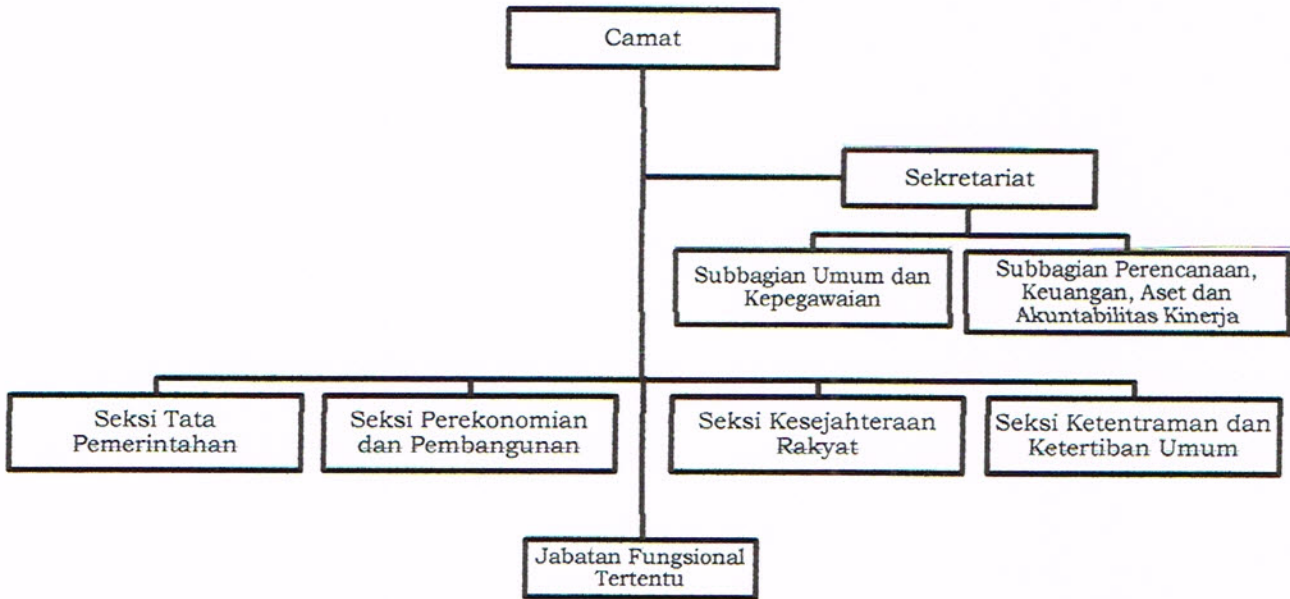 Camat
Sekretariat
Subbagian Umum dan
Kepegawaian
Subbagian Perencanaan,
Keuangan, Aset dan
Akuntabilitas Kinerja
Seksi Tata
Pemerintahan
Seksi Perekonomian
dan Pembangunan
Seksi Kesejahteraan
Rakyat
Seksi Ketentraman dan
Ketertiban Umum
Jabatan Fungsional
Tertentu